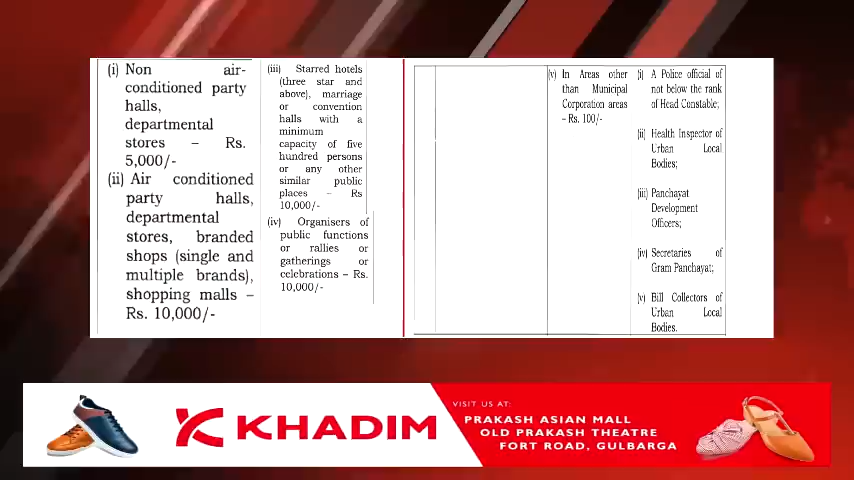 (i) Non air-
conditioned party
halls,
departmental
stores – Rs.
5,000/-
(ii) Air conditioned
party halls,
departmental
stores, branded
shops (single and
multiple brands),
shopping malls –
Rs. 10,000/-
(iii) Starred hotels
(three star and
above), marriage
or convention
halls with a
minimum
capacity of five
hundred persons
or any other
similar public
places – Rs
10,000/-
(iv) Organisers of
public functions
or rallies or
gatherings or
celebrations – Rs.
10,000/-
(v) In Areas other
than Municipal
Corporation areas
– Rs. 100/-
(i) A Police official of
not below the rank
of Head Constable;
(ii) Health Inspector of
Urban Local
Bodies;
(iii) Panchayat
Development
Officers;
(iv) Secretaries of
Gram Panchayat;
(v) Bill Collectors of
Urban Local
Bodies.
KHADIM
VISIT US AT:
PRAKASH ASIAN MALL
OLD PRAKASH THEATRE
FORT ROAD, GULBARGA